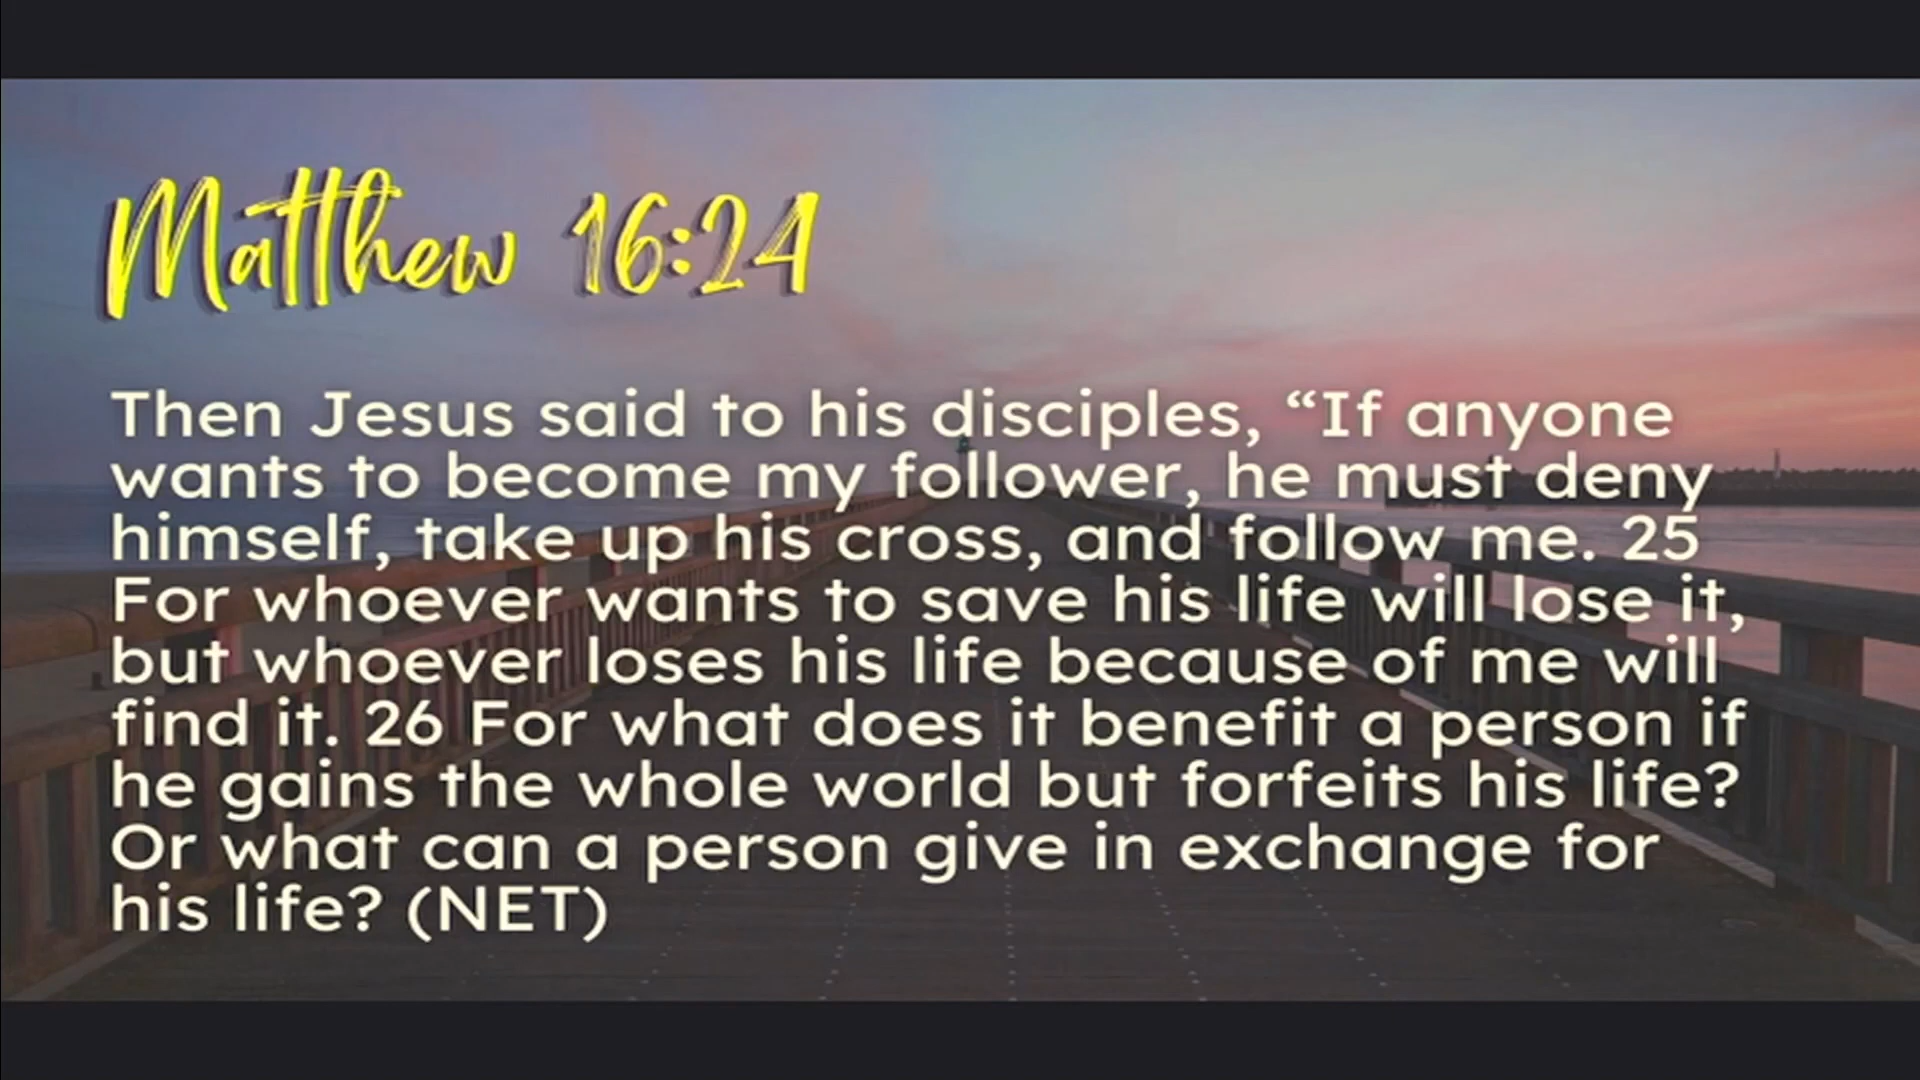 Matthew 16:24
Then Jesus said to his disciples, “If anyone
wants to become my follower, he must deny
himself, take up his cross, and follow me. 25
For whoever wants to save his life will lose it,
but whoever loses his life because of me will
find it. 26 For what does it benefit a person if
he gains the whole world but forfeits his life?
Or what can a person give in exchange for
his life? (NET)